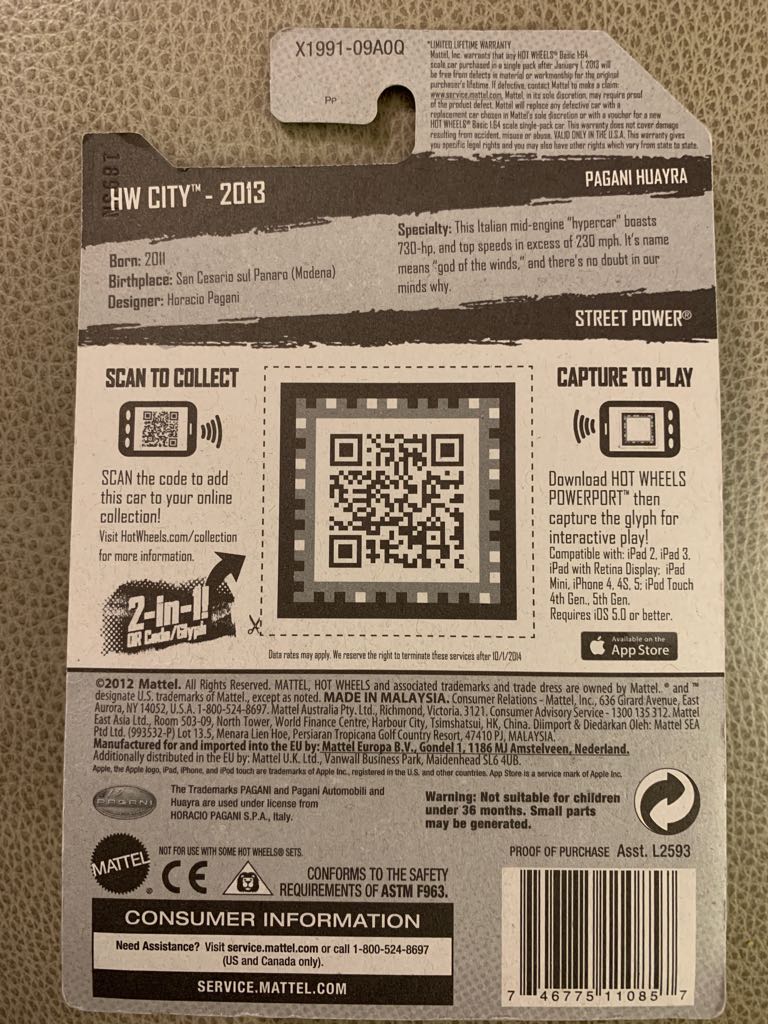 X1991-09A0Q
Pp
*LIMITED LIFETIME WARRANTY
Mattel, Inc. warrants that any HOT WHEELS® Basic 1:64
scale car purchased in a single pack after January 1, 2013 will
be free from defects in material or workmanship for the original
purchaser's lifetime. If defective, contact Mattel to make a claim:
www.service.mattel.com. Mattel, in its sole discretion, may require proof
of the product defect. Mattel will replace any defective car with a
replacement car chosen in Mattel's sole discretion or with a voucher for a new
HOT WHEELS® Basic 1:64 scale single-pack car. This warranty does not cover damage
resulting from accident, misuse or abuse. VALID ONLY IN THE U.S.A. This warranty gives
you specific legal rights and you may also have other rights which vary from state to state.
HW CITY™ - 2013
PAGANI HUAYRA
Born: 2011
Birthplace: San Cesario sul Panaro (Modena)
Designer: Horacio Pagani
Specialty: This Italian mid-engine "hypercar" boasts
730-hp, and top speeds in excess of 230 mph. It's name
means "god of the winds," and there's no doubt in our
minds why.
STREET POWER®
SCAN TO COLLECT
SCAN the code to add
this car to your online
collection!
Visit HotWheels.com/collection
for more information.
2-in-1!
QR Code/Glyph
CAPTURE TO PLAY
Download HOT WHEELS
POWERPORT™ then
capture the glyph for
interactive play!
Compatible with: iPad 2, iPad 3,
iPad with Retina Display; iPad
Mini, iPhone 4, 4S, 5; iPod Touch
4th Gen., 5th Gen.
Requires iOS 5.0 or better.
Available on the
App Store
Data rates may apply. We reserve the right to terminate these services after 10/1/2014
©2012 Mattel. All Rights Reserved. MATTEL, HOT WHEELS and associated trademarks and trade dress are owned by Mattel. ® and ™
designate U.S. trademarks of Mattel, except as noted. MADE IN MALAYSIA. Consumer Relations - Mattel, Inc., 636 Girard Avenue, East
Aurora, NY 14052, U.S.A. 1-800-524-8697. Mattel Australia Pty. Ltd., Richmond, Victoria. 3121. Consumer Advisory Service - 1300 135 312. Mattel
East Asia Ltd., Room 503-09, North Tower, World Finance Centre, Harbour City, Tsimshatsui, HK, China. Diimport & Diedarkan Oleh: Mattel SEA
Ptd Ltd. (993532-P) Lot 13.5, Menara Lien Hoe, Persiaran Tropicana Golf Country Resort, 47410 PJ, MALAYSIA.
Manufactured for and imported into the EU by: Mattel Europa B.V., Gondel 1, 1186 MJ Amstelveen, Nederland.
Additionally distributed in the EU by: Mattel U.K. Ltd., Vanwall Business Park, Maidenhead SL6 4UB.
Apple, the Apple logo, iPad, iPhone, and iPod touch are trademarks of Apple Inc., registered in the U.S. and other countries. App Store is a service mark of Apple Inc.
PAGANI
The Trademarks PAGANI and Pagani Automobili and
Huayra are used under license from
HORACIO PAGANI S.P.A., Italy.
Warning: Not suitable for children
under 36 months. Small parts
may be generated.
MATTEL®
NOT FOR USE WITH SOME HOT WHEELS® SETS.
CE
CONFORMS TO THE SAFETY
REQUIREMENTS OF ASTM F963.
PROOF OF PURCHASE Asst. L2593
CONSUMER INFORMATION
Need Assistance? Visit service.mattel.com or call 1-800-524-8697
(US and Canada only).
SERVICE.MATTEL.COM
7 46775 11085 7